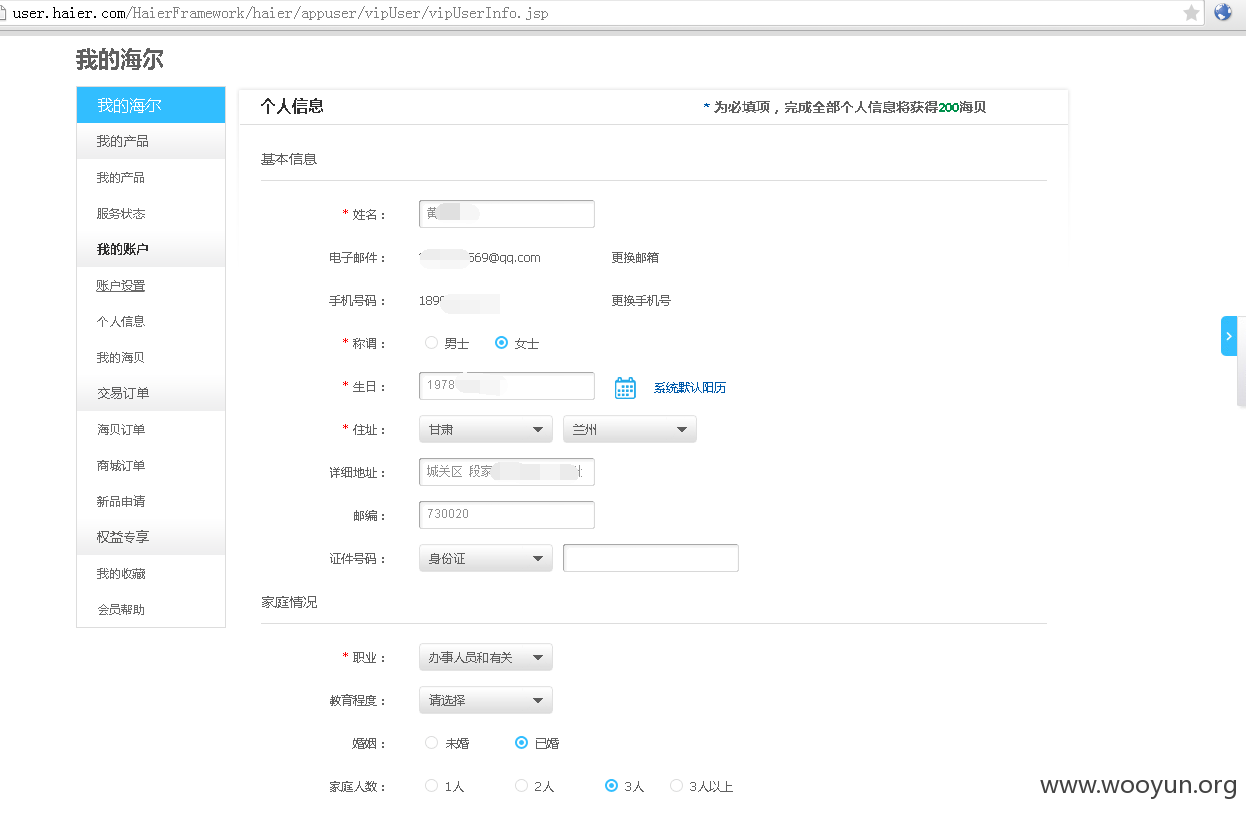 user.haier.com/HaierFramework/haier/appuser/vipUser/vipUserInfo.jsp
我的海尔
我的海尔
我的产品
我的产品
服务状态
我的账户
账户设置
个人信息
我的海贝
交易订单
海贝订单
商城订单
新品申请
权益专享
我的收藏
会员帮助
个人信息 * 为必填项，完成全部个人信息将获得200海贝
基本信息
* 姓名： 黄
电子邮件： 569@qq.com 更换邮箱
手机号码： 1899 更换手机号
* 称谓： 男士 女士
* 生日： 1978 系统默认阳历
* 住址： 甘肃 兰州
详细地址： 城关区 段家
邮编： 730020
证件号码： 身份证
家庭情况
* 职业： 办事人员和有关
教育程度： 请选择
婚姻： 未婚 已婚
家庭人数： 1人 2人 3人 3人以上
www.wooyun.org